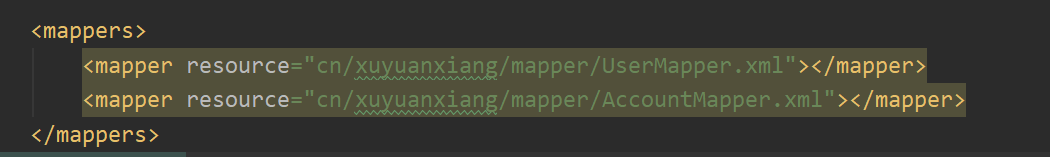 <mappers>
<mapper resource="cn/xuyuanxiang/mapper/UserMapper.xml"></mapper>
<mapper resource="cn/xuyuanxiang/mapper/AccountMapper.xml"></mapper>
</mappers>